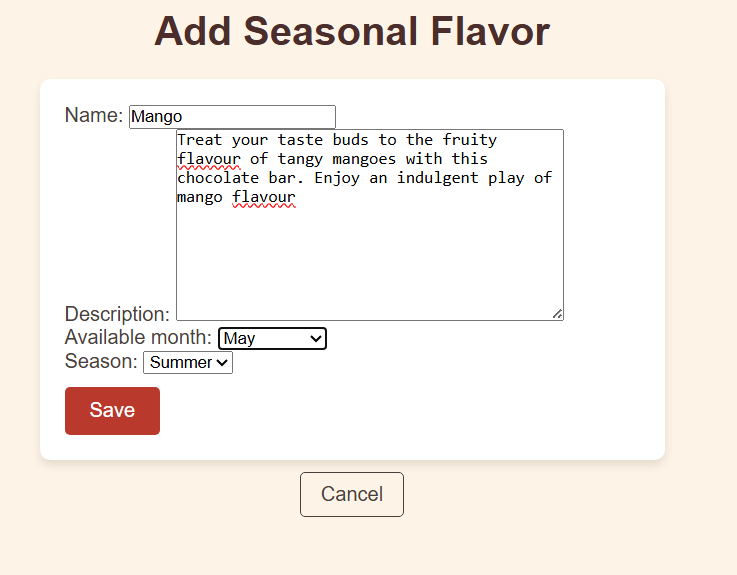 Add Seasonal Flavor
Name: Mango
Treat your taste buds to the fruity
flavour of tangy mangoes with this
chocolate bar. Enjoy an indulgent play of
mango flavour
Description:
Available month: May
Season: Summer
Save
Cancel